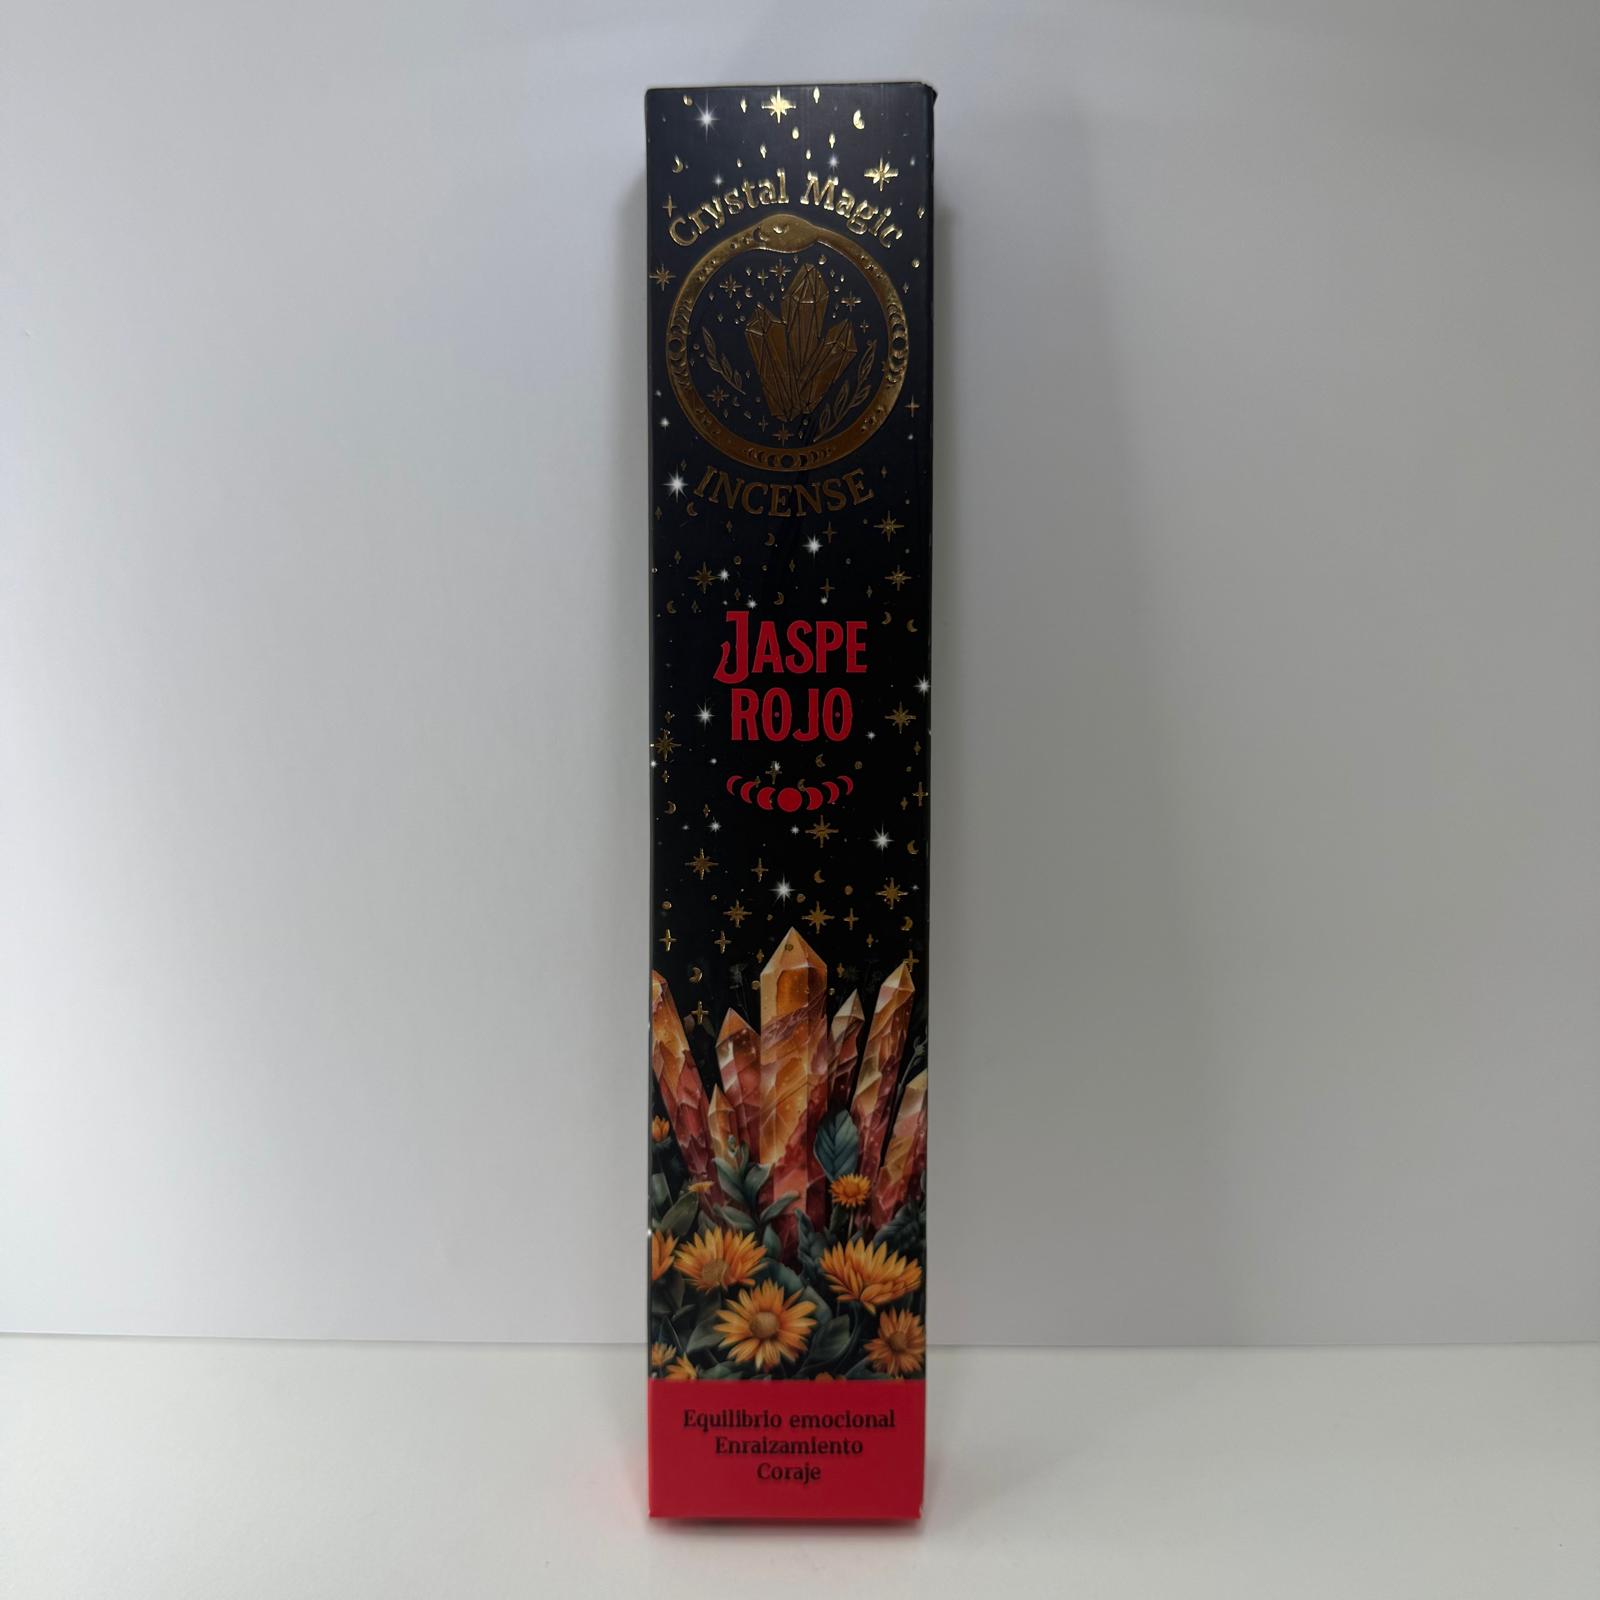 Crystal Magic
INCENSE
JASPE
ROJO
Equilibrio emocional
Enraizamiento
Coraje